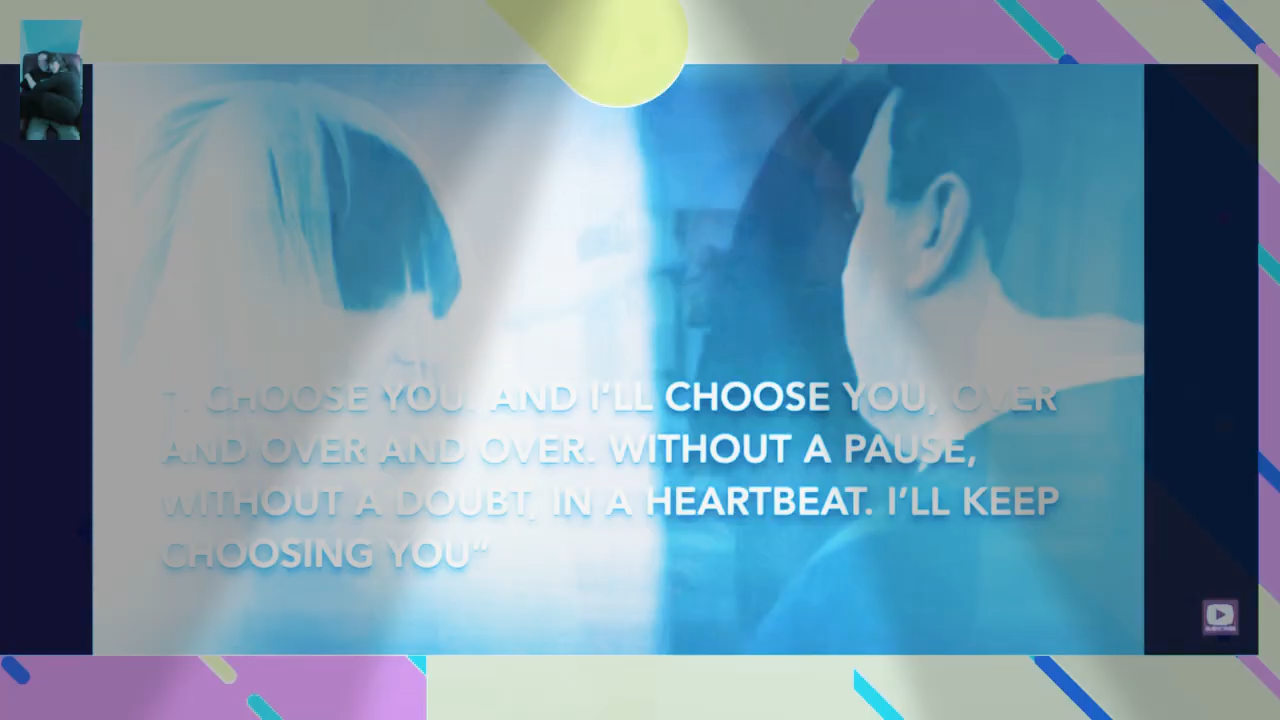 "I CHOOSE YOU. AND I'LL CHOOSE YOU, OVER
AND OVER AND OVER. WITHOUT A PAUSE,
WITHOUT A DOUBT, IN A HEARTBEAT. I'LL KEEP
CHOOSING YOU"